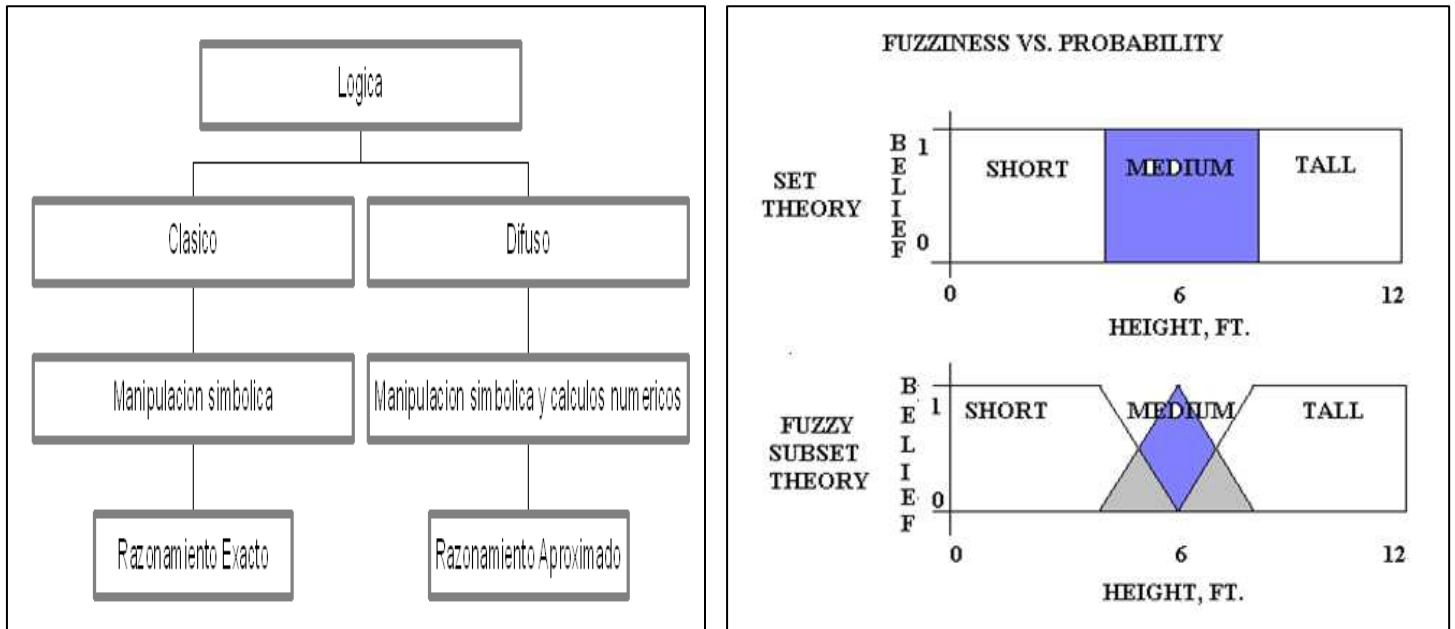 Logica
Clasico
Difuso
Manipulacion simbolica
Manipulacion simbolica y calculos numericos
Razonamiento Exacto
Razonamiento Aproximado
FUZZINESS VS. PROBABILITY
SET
THEORY
BELIEF
1
0
SHORT
MEDIUM
TALL
0
6
12
HEIGHT, FT.
FUZZY
SUBSET
THEORY
BELIEF
1
0
SHORT
MEDIUM
TALL
0
6
12
HEIGHT, FT.